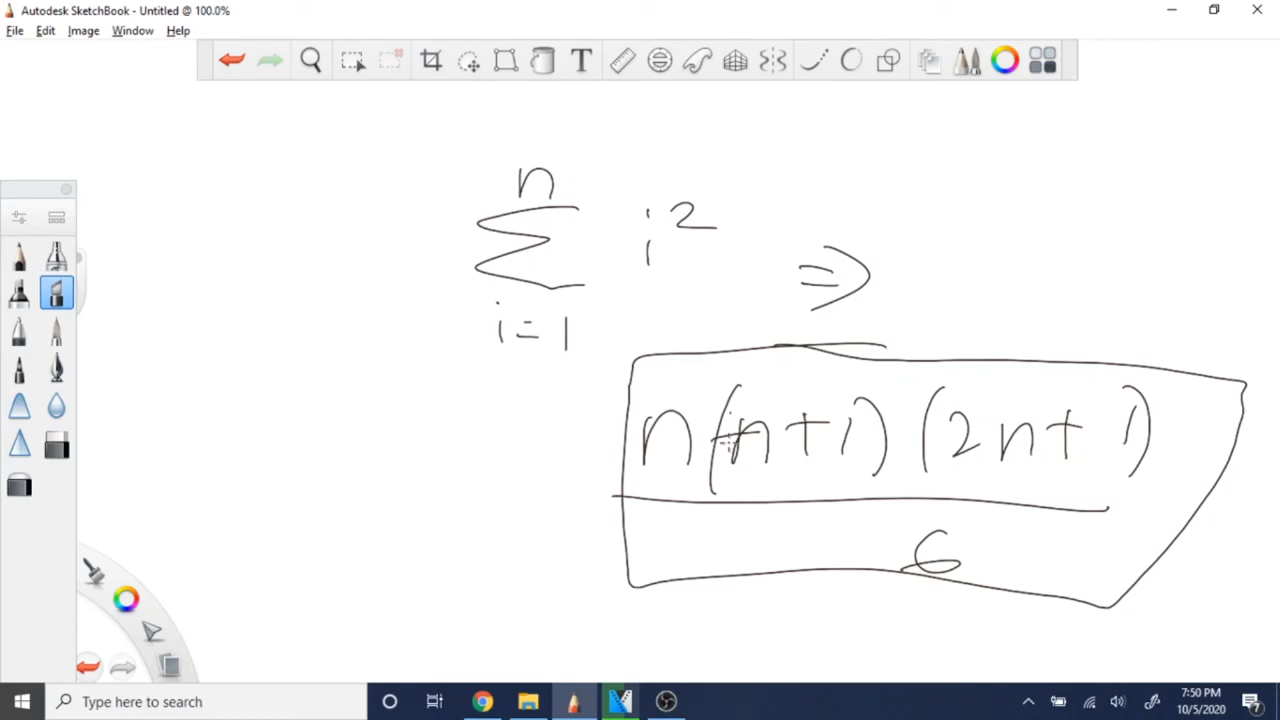 Autodesk SketchBook - Untitled @ 100.0%
File Edit Image Window Help
n
∑ i²
i = 1
⇒
n(n+1)(2n+1)
6
Type here to search
7:50 PM
10/5/2020
7